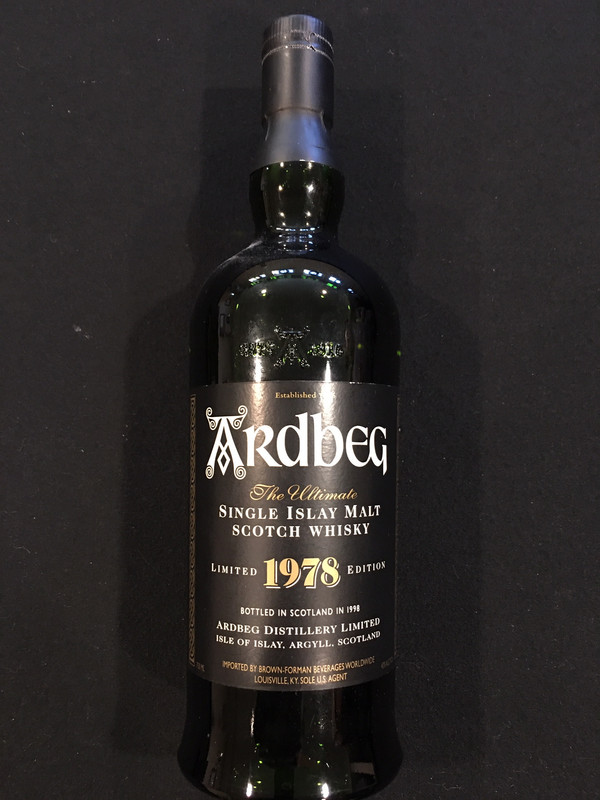 Established
ARdbEG
The Ultimate
SINGLE ISLAY MALT
SCOTCH WHISKY
LIMITED 1978 EDITION
BOTTLED IN SCOTLAND IN 1998
ARDBEG DISTILLERY LIMITED
ISLE OF ISLAY, ARGYLL, SCOTLAND
IMPORTED BY BROWN-FORMAN BEVERAGES WORLDWIDE
LOUISVILLE, KY, SOLE U.S. AGENT